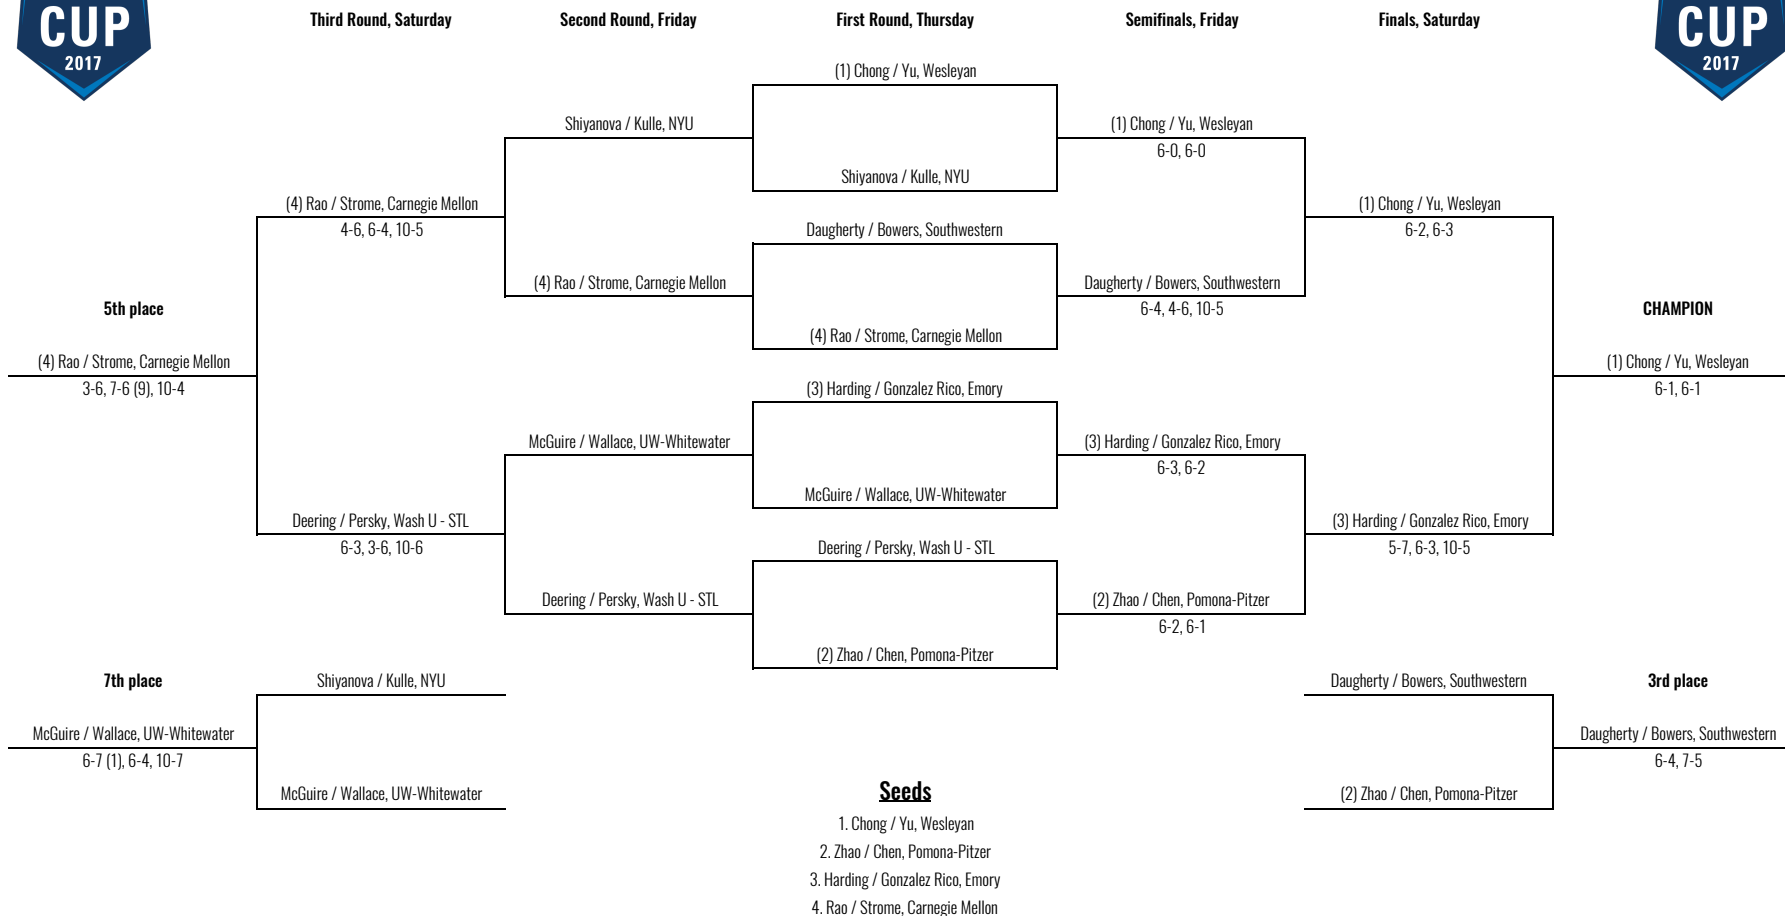 CUP
2017
CUP
2017
Third Round, Saturday
Second Round, Friday
First Round, Thursday
Semifinals, Friday
Finals, Saturday
(1) Chong / Yu, Wesleyan
Shiyanova / Kulle, NYU
(1) Chong / Yu, Wesleyan
6-0, 6-0
Shiyanova / Kulle, NYU
(4) Rao / Strome, Carnegie Mellon
4-6, 6-4, 10-5
(1) Chong / Yu, Wesleyan
6-2, 6-3
Daugherty / Bowers, Southwestern
(4) Rao / Strome, Carnegie Mellon
Daugherty / Bowers, Southwestern
6-4, 4-6, 10-5
5th place
CHAMPION
(4) Rao / Strome, Carnegie Mellon
(4) Rao / Strome, Carnegie Mellon
3-6, 7-6 (9), 10-4
(1) Chong / Yu, Wesleyan
6-1, 6-1
(3) Harding / Gonzalez Rico, Emory
McGuire / Wallace, UW-Whitewater
(3) Harding / Gonzalez Rico, Emory
6-3, 6-2
McGuire / Wallace, UW-Whitewater
Deering / Persky, Wash U - STL
6-3, 3-6, 10-6
(3) Harding / Gonzalez Rico, Emory
5-7, 6-3, 10-5
Deering / Persky, Wash U - STL
Deering / Persky, Wash U - STL
(2) Zhao / Chen, Pomona-Pitzer
6-2, 6-1
(2) Zhao / Chen, Pomona-Pitzer
7th place
Shiyanova / Kulle, NYU
Daugherty / Bowers, Southwestern
3rd place
McGuire / Wallace, UW-Whitewater
6-7 (1), 6-4, 10-7
Daugherty / Bowers, Southwestern
6-4, 7-5
McGuire / Wallace, UW-Whitewater
(2) Zhao / Chen, Pomona-Pitzer
Seeds
1. Chong / Yu, Wesleyan
2. Zhao / Chen, Pomona-Pitzer
3. Harding / Gonzalez Rico, Emory
4. Rao / Strome, Carnegie Mellon